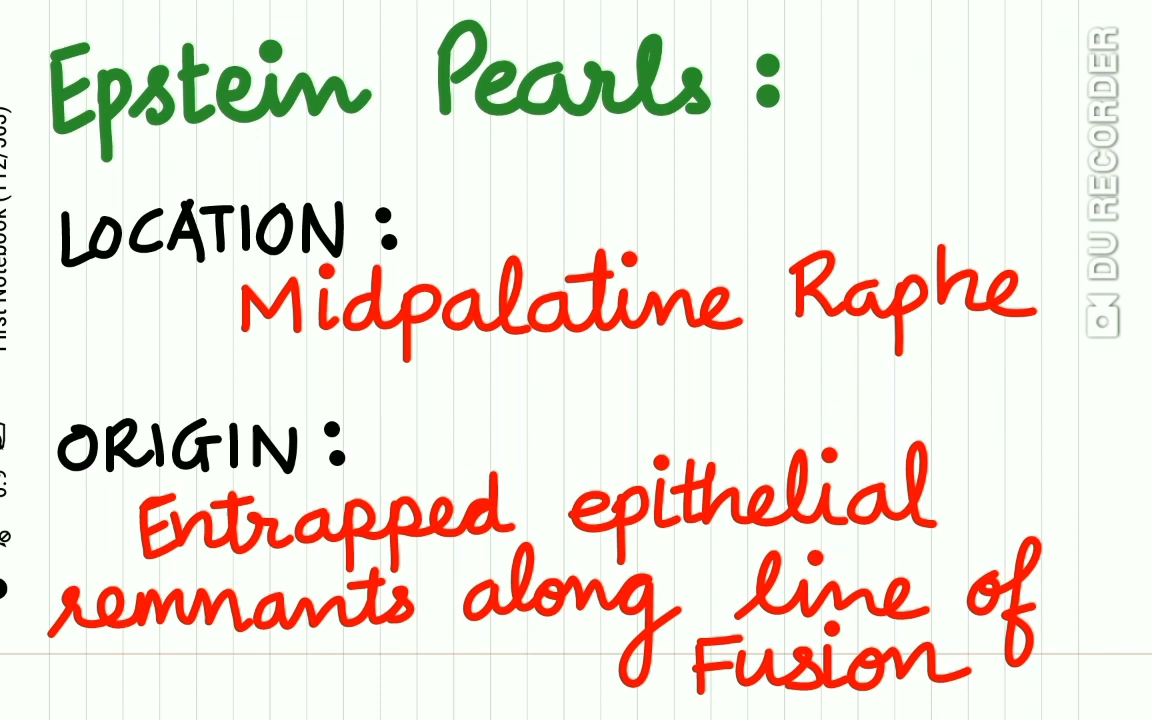 Epstein Pearls :
LOCATION :
Midpalatine Raphe
ORIGIN :
Entrapped epithelial
remnants along line of
Fusion
DU RECORDER